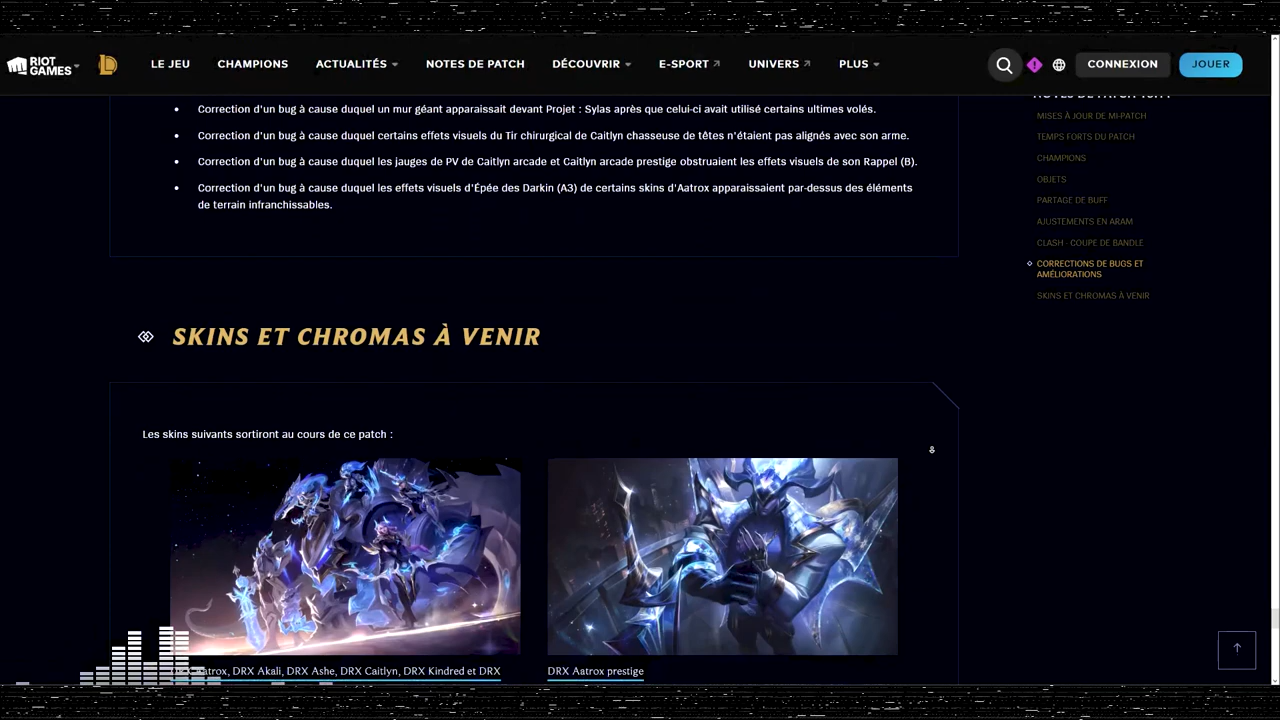 RIOT
GAMES
LE JEU
CHAMPIONS
ACTUALITÉS
NOTES DE PATCH
DÉCOUVRIR
E-SPORT
UNIVERS
PLUS
CONNEXION
JOUER
Correction d'un bug à cause duquel un mur géant apparaissait devant Projet : Sylas après que celui-ci avait utilisé certains ultimes volés.
Correction d'un bug à cause duquel certains effets visuels du Tir chirurgical de Caitlyn chasseuse de têtes n'étaient pas alignés avec son arme.
Correction d'un bug à cause duquel les jauges de PV de Caitlyn arcade et Caitlyn arcade prestige obstruaient les effets visuels de son Rappel (B).
Correction d'un bug à cause duquel les effets visuels d'Épée des Darkin (A3) de certains skins d'Aatrox apparaissaient par-dessus des éléments
de terrain infranchissables.
SKINS ET CHROMAS À VENIR
Les skins suivants sortiront au cours de ce patch :
Aatrox, DRX Akali, DRX Ashe, DRX Caitlyn, DRX Kindred et DRX
DRX Aatrox prestige
NOTES DE PATCH
MISES À JOUR DE MI-PATCH
TEMPS FORTS DU PATCH
CHAMPIONS
OBJETS
PARTAGE DE BUFF
AJUSTEMENTS EN ARAM
CLASH - COUPE DE BANDLE
CORRECTIONS DE BUGS ET
AMÉLIORATIONS
SKINS ET CHROMAS À VENIR